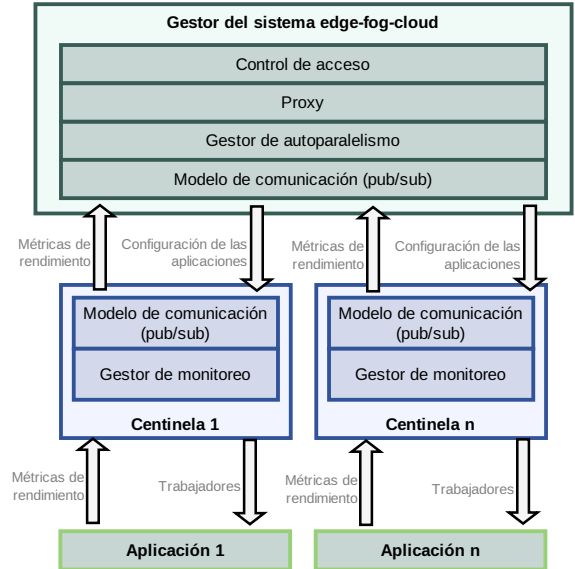 Gestor del sistema edge-fog-cloud
Control de acceso
Proxy
Gestor de autoparalelismo
Modelo de comunicación (pub/sub)
Métricas de
rendimiento
Configuración de las
aplicaciones
Métricas de
rendimiento
Configuración de las
aplicaciones
Modelo de comunicación
(pub/sub)
Gestor de monitoreo
Centinela 1
Modelo de comunicación
(pub/sub)
Gestor de monitoreo
Centinela n
Métricas de
rendimiento
Trabajadores
Métricas de
rendimiento
Trabajadores
Aplicación 1
Aplicación n